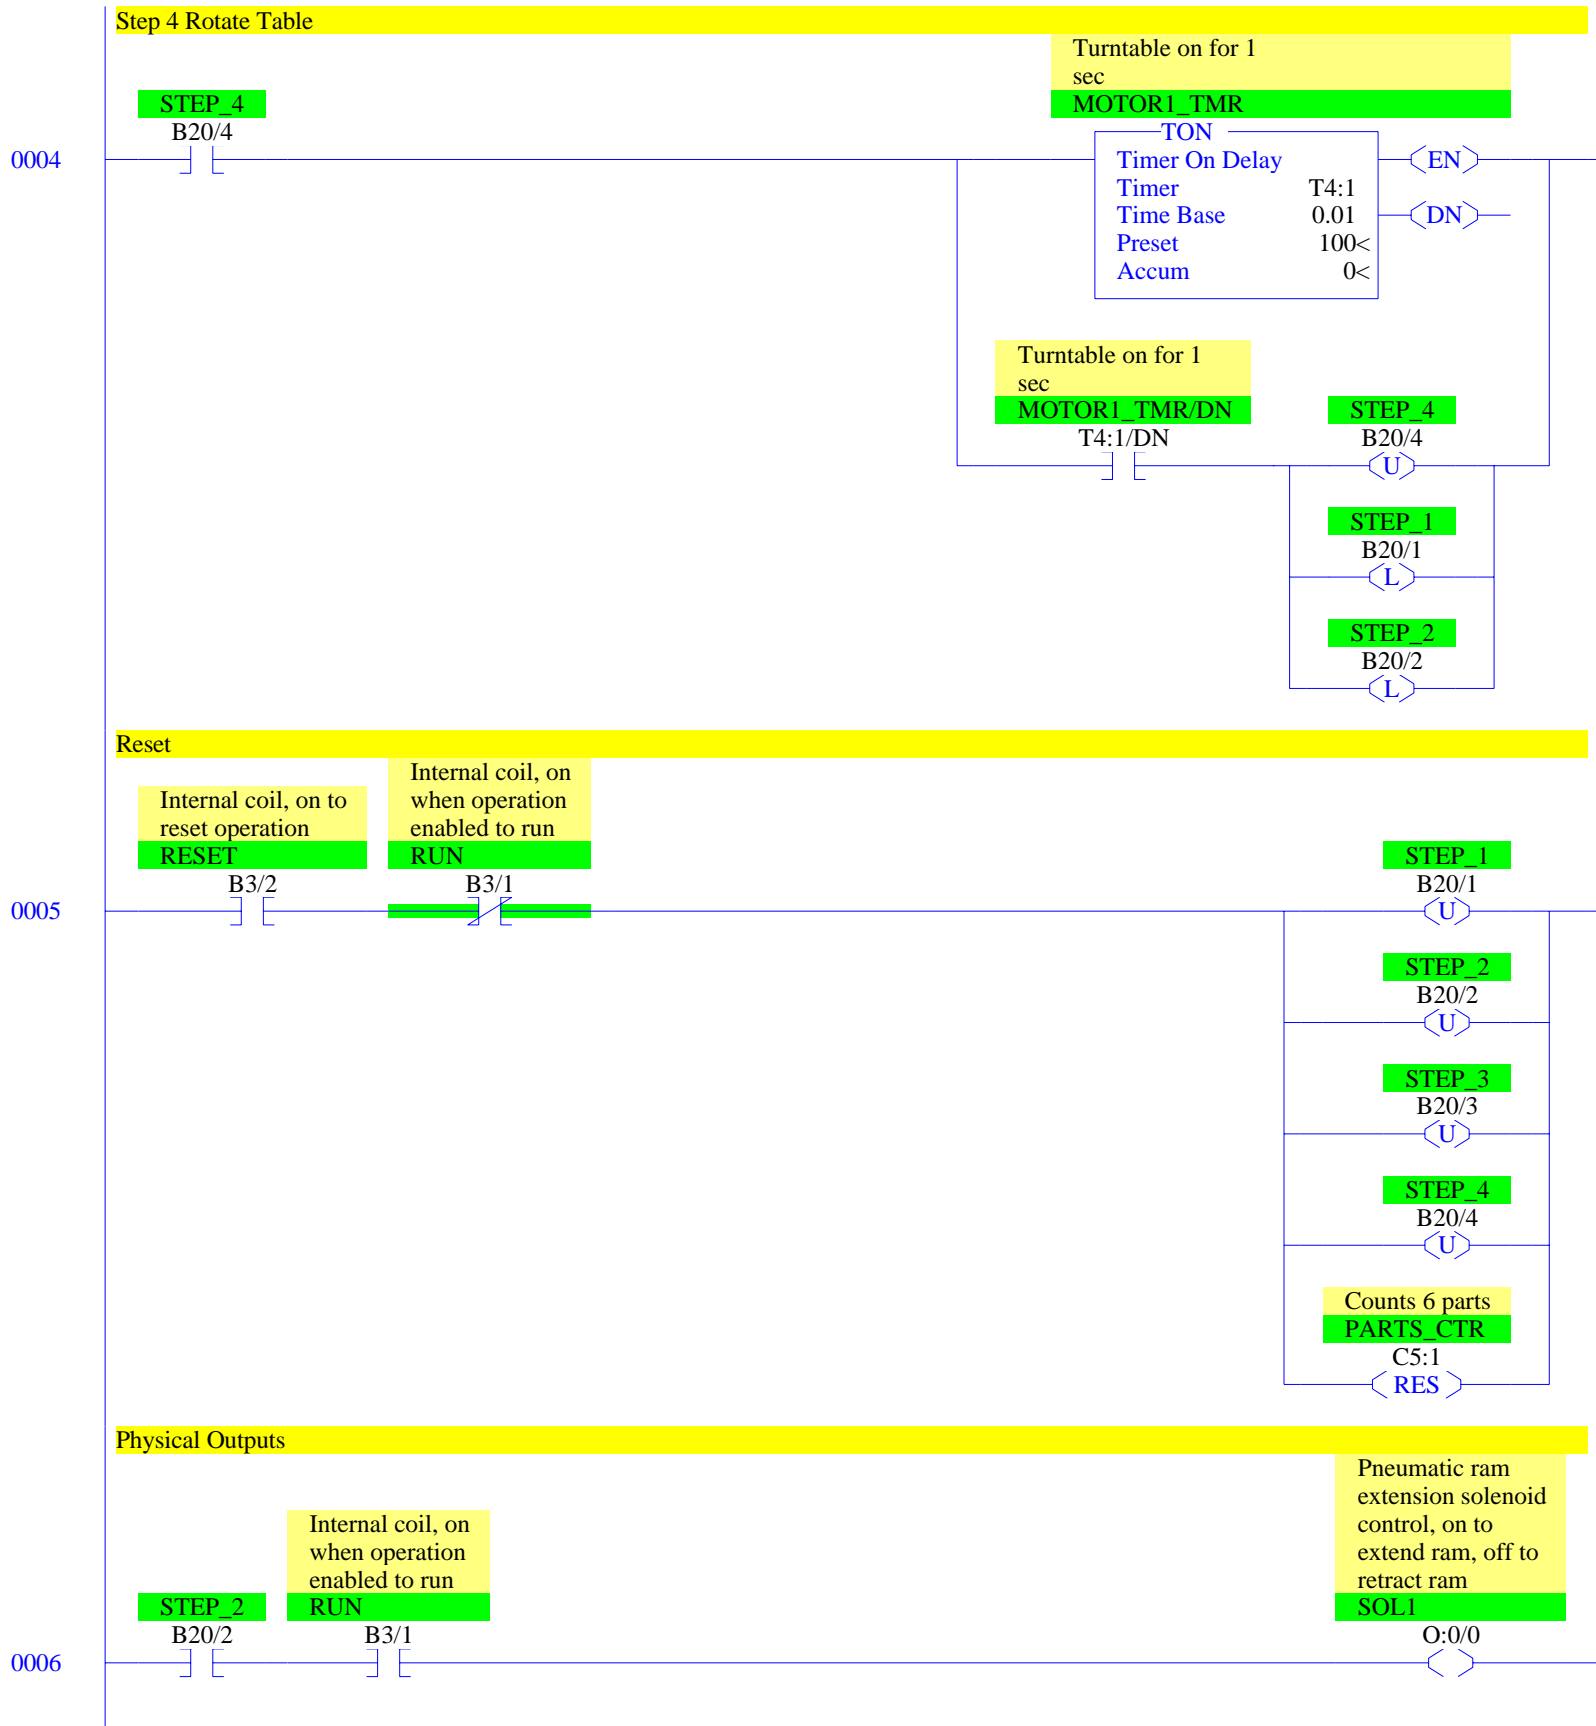 Step 4 Rotate Table
Turntable on for 1
sec
MOTOR1_TMR
STEP_4
B20/4
0004
TON
Timer On Delay
Timer T4:1
Time Base 0.01
Preset 100<
Accum 0<
EN
DN
Turntable on for 1
sec
MOTOR1_TMR/DN
T4:1/DN
STEP_4
B20/4
U
STEP_1
B20/1
L
STEP_2
B20/2
L
Reset
Internal coil, on to
reset operation
RESET
B3/2
Internal coil, on
when operation
enabled to run
RUN
B3/1
0005
STEP_1
B20/1
U
STEP_2
B20/2
U
STEP_3
B20/3
U
STEP_4
B20/4
U
Counts 6 parts
PARTS_CTR
C5:1
RES
Physical Outputs
Pneumatic ram
extension solenoid
control, on to
extend ram, off to
retract ram
SOL1
O:0/0
Internal coil, on
when operation
enabled to run
RUN
B3/1
STEP_2
B20/2
0006